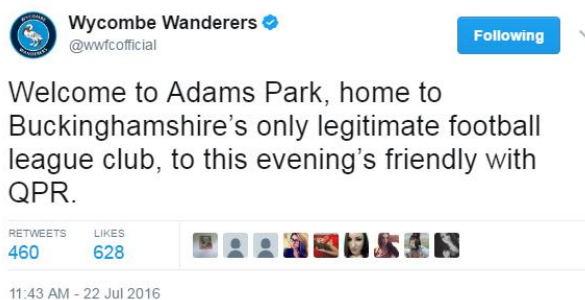 Wycombe Wanderers
@wwfcofficial
Following
Welcome to Adams Park, home to
Buckinghamshire's only legitimate football
league club, to this evening's friendly with
QPR.
RETWEETS LIKES
460 628
11:43 AM - 22 Jul 2016